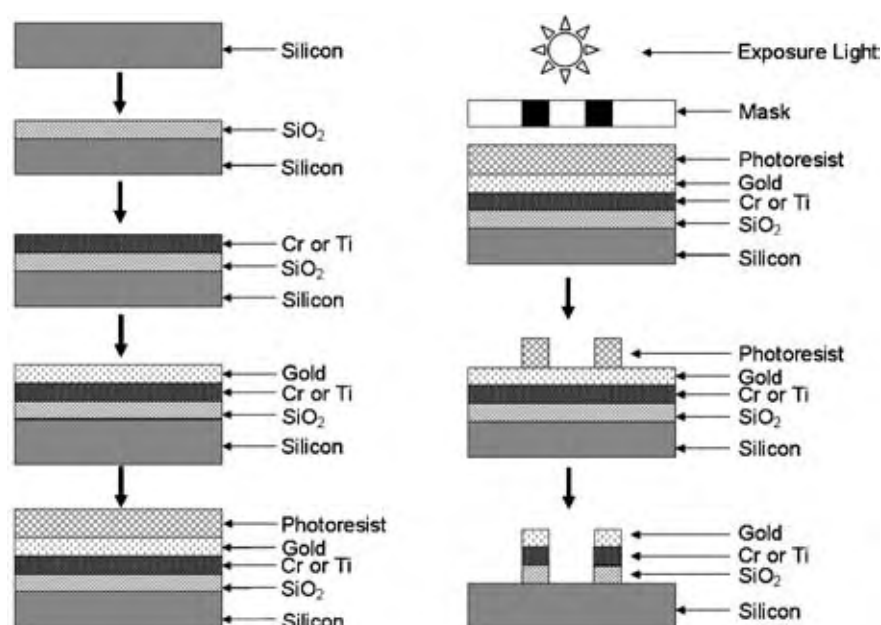 Silicon
SiO₂
Silicon
Cr or Ti
SiO₂
Silicon
Gold
Cr or Ti
SiO₂
Silicon
Photoresist
Gold
Cr or Ti
SiO₂
Silicon
Exposure Light
Mask
Photoresist
Gold
Cr or Ti
SiO₂
Silicon
Photoresist
Gold
Cr or Ti
SiO₂
Silicon
Gold
Cr or Ti
SiO₂
Silicon